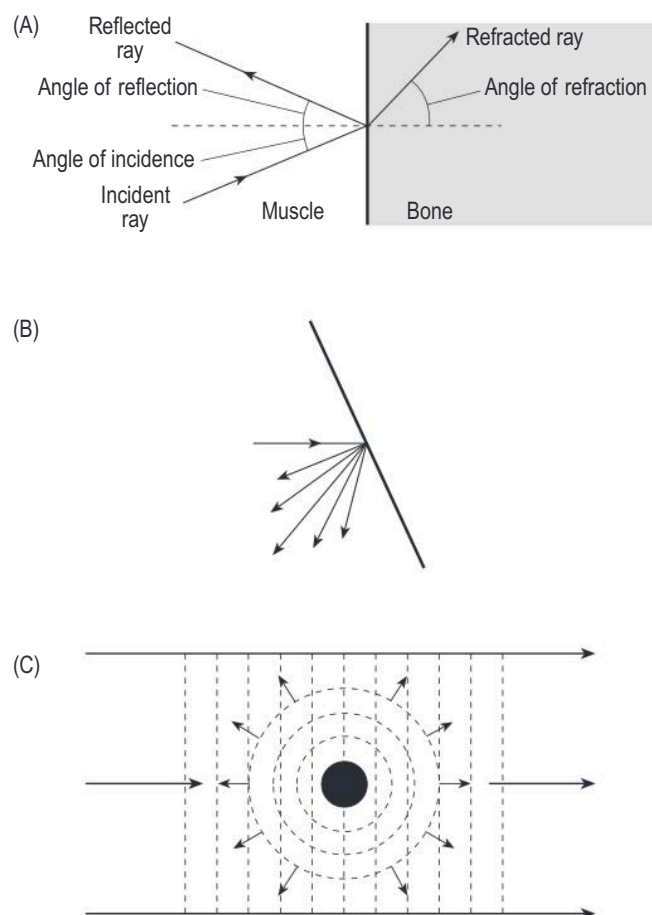 (A)
Reflected
ray
Refracted ray
Angle of reflection
Angle of refraction
Angle of incidence
Incident
ray
Muscle
Bone
(B)
(C)